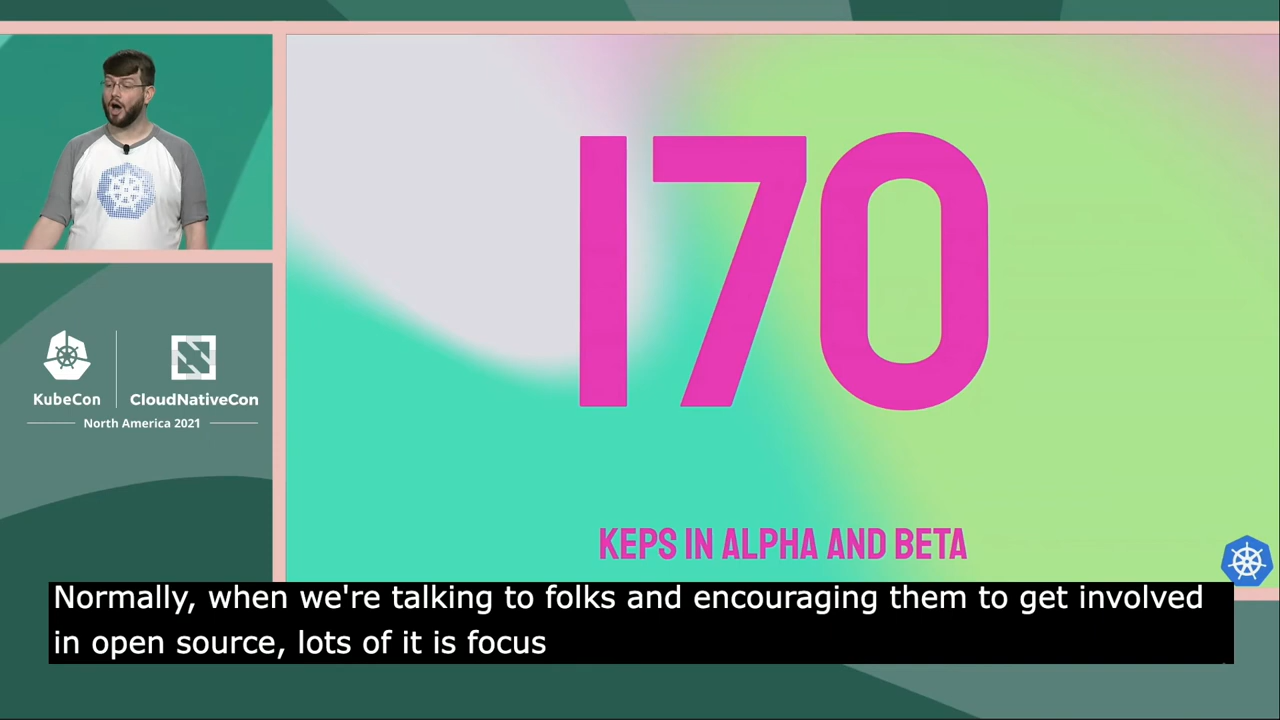 170
KEPS IN ALPHA AND BETA
KubeCon
CloudNativeCon
North America 2021
Normally, when we're talking to folks and encouraging them to get involved
in open source, lots of it is focus